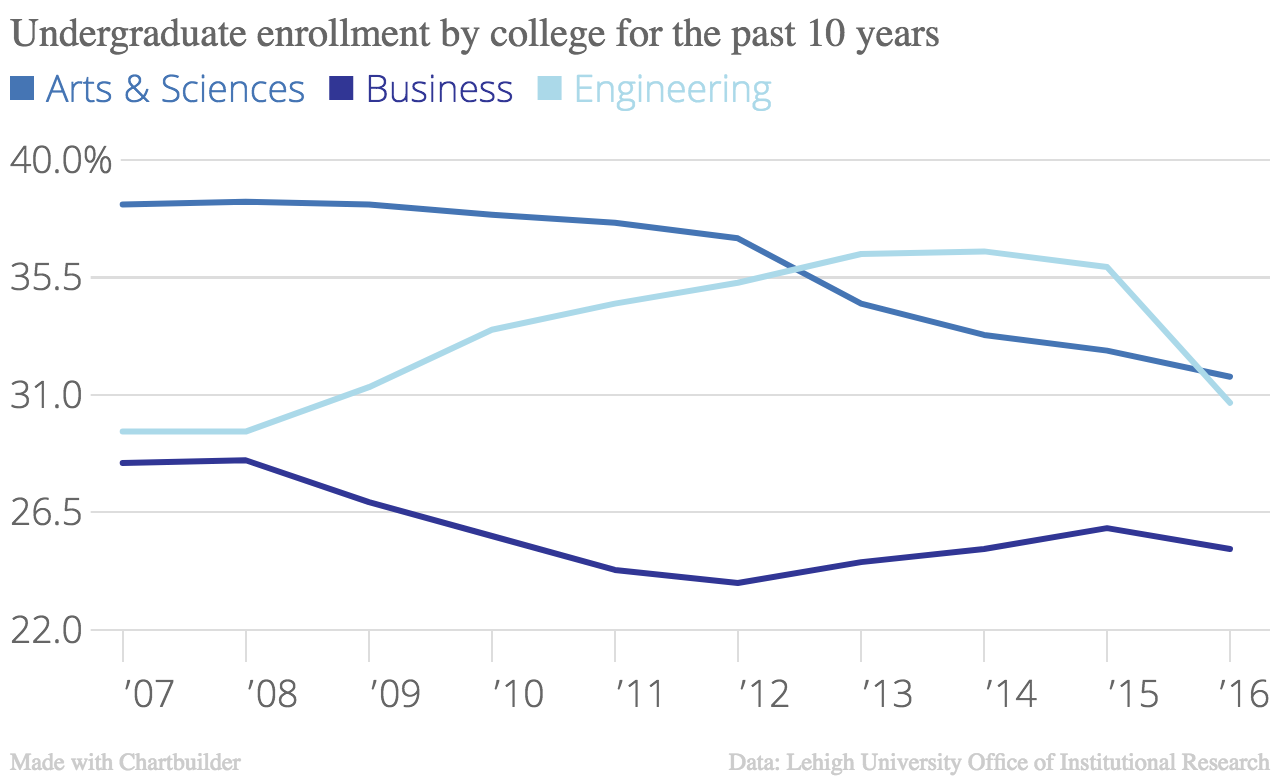 Undergraduate enrollment by college for the past 10 years
Arts & Sciences Business Engineering
40.0%
35.5
31.0
26.5
22.0
’07 ’08 ’09 ’10 ’11 ’12 ’13 ’14 ’15 ’16
Made with Chartbuilder Data: Lehigh University Office of Institutional Research